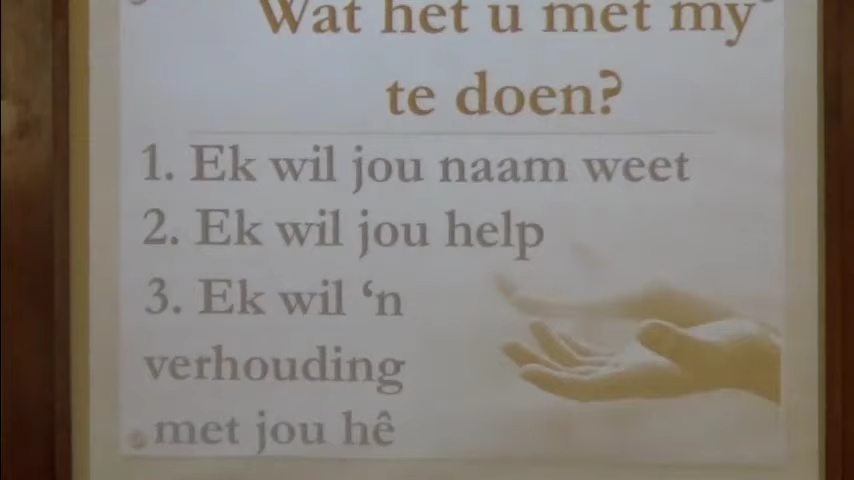 Wat het u met my
te doen?
1. Ek wil jou naam weet
2. Ek wil jou help
3. Ek wil ‘n
verhouding
met jou hê